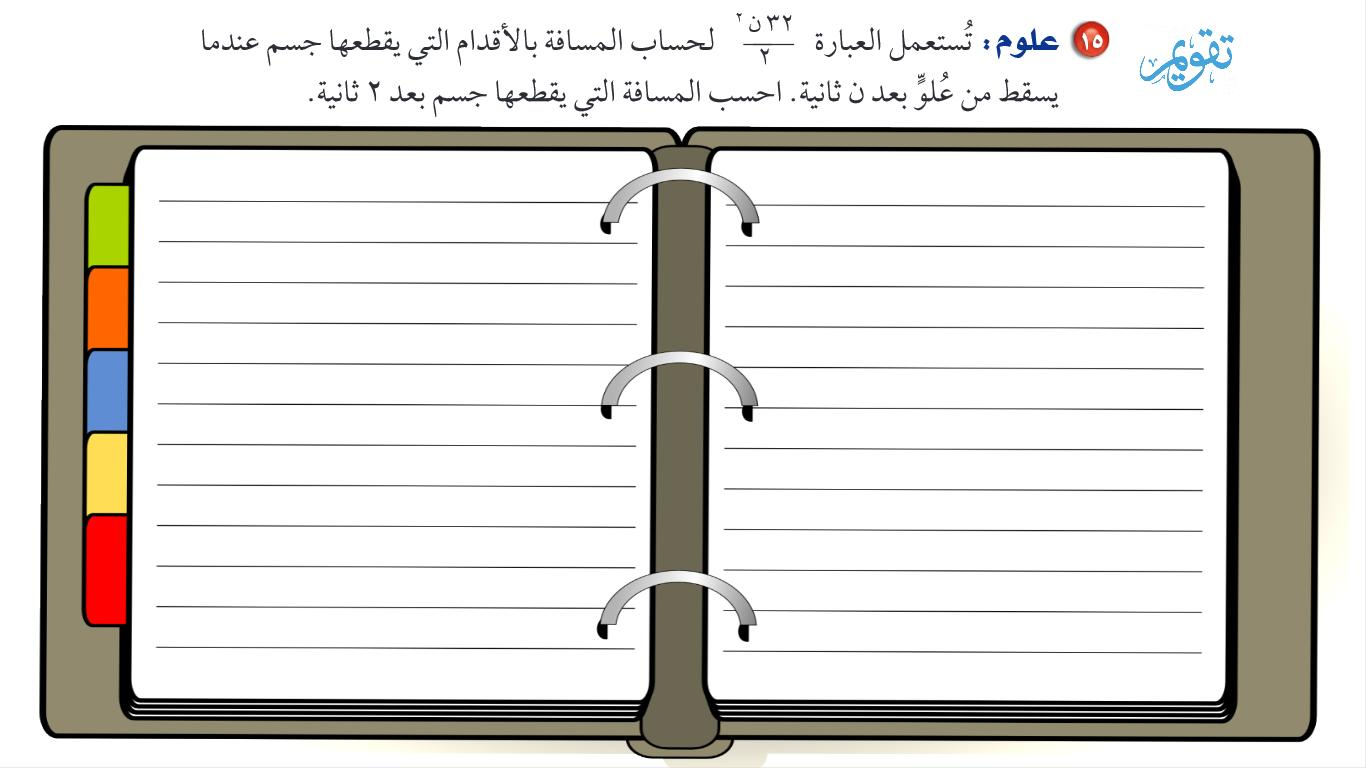 تقويم
١٥ علوم: تُستعمل العبارة ٣٢ن٢/٢ لحساب المسافة بالأقدام التي يقطعها جسم عندما
يسقط من عُلوٍّ بعد ن ثانية. احسب المسافة التي يقطعها جسم بعد ٢ ثانية.